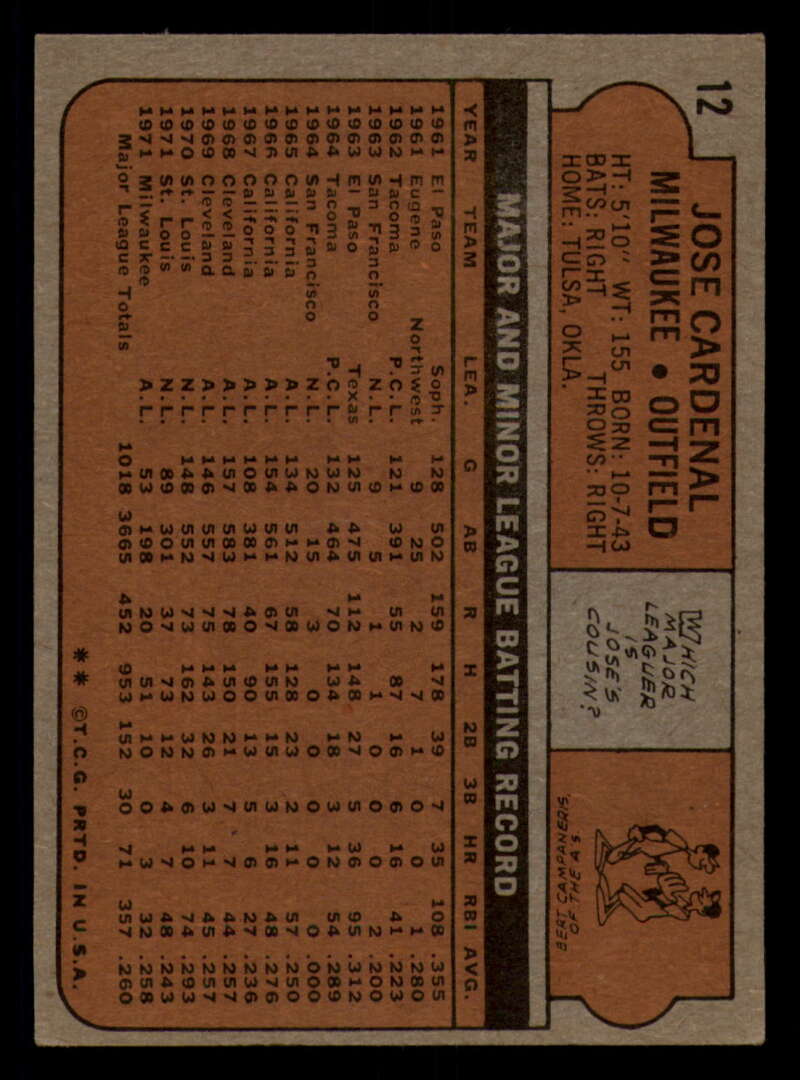 12
JOSE CARDENAL
MILWAUKEE • OUTFIELD
HT: 5'10" WT: 155 BORN: 10-7-43
BATS: RIGHT THROWS: RIGHT
HOME: TULSA, OKLA.
WHICH
MAJOR
LEAGUER
IS
JOSE'S
COUSIN?
BERT CAMPANERIS,
OF THE A'S
MAJOR AND MINOR LEAGUE BATTING RECORD
YEAR TEAM LEA. G AB R H 2B 3B HR RBI AVG.
1961 El Paso Soph. 128 502 159 178 39 7 35 108 .355
1961 Eugene Northwest 9 25 2 7 1 0 0 1 .280
1962 Tacoma P.C.L. 121 391 55 87 16 6 16 41 .223
1963 San Francisco N.L. 9 5 1 1 0 0 0 2 .200
1963 El Paso Texas 125 475 112 148 27 5 36 95 .312
1964 Tacoma P.C.L. 132 464 70 134 18 3 12 54 .289
1964 San Francisco N.L. 20 15 3 0 0 0 0 0 .000
1965 California A.L. 134 512 58 128 23 2 11 57 .250
1966 California A.L. 154 561 67 155 15 3 16 48 .276
1967 California A.L. 108 381 40 90 13 5 6 27 .236
1968 Cleveland A.L. 157 583 78 150 21 7 7 44 .257
1969 Cleveland A.L. 146 557 75 143 26 3 11 45 .257
1970 St. Louis N.L. 148 552 73 162 32 6 10 74 .293
1971 St. Louis N.L. 89 301 37 73 12 4 7 48 .243
1971 Milwaukee A.L. 53 198 20 51 10 0 3 32 .258
Major League Totals 1018 3665 452 953 152 30 71 357 .260
** ©T.C.G. PRTD. IN U.S.A.